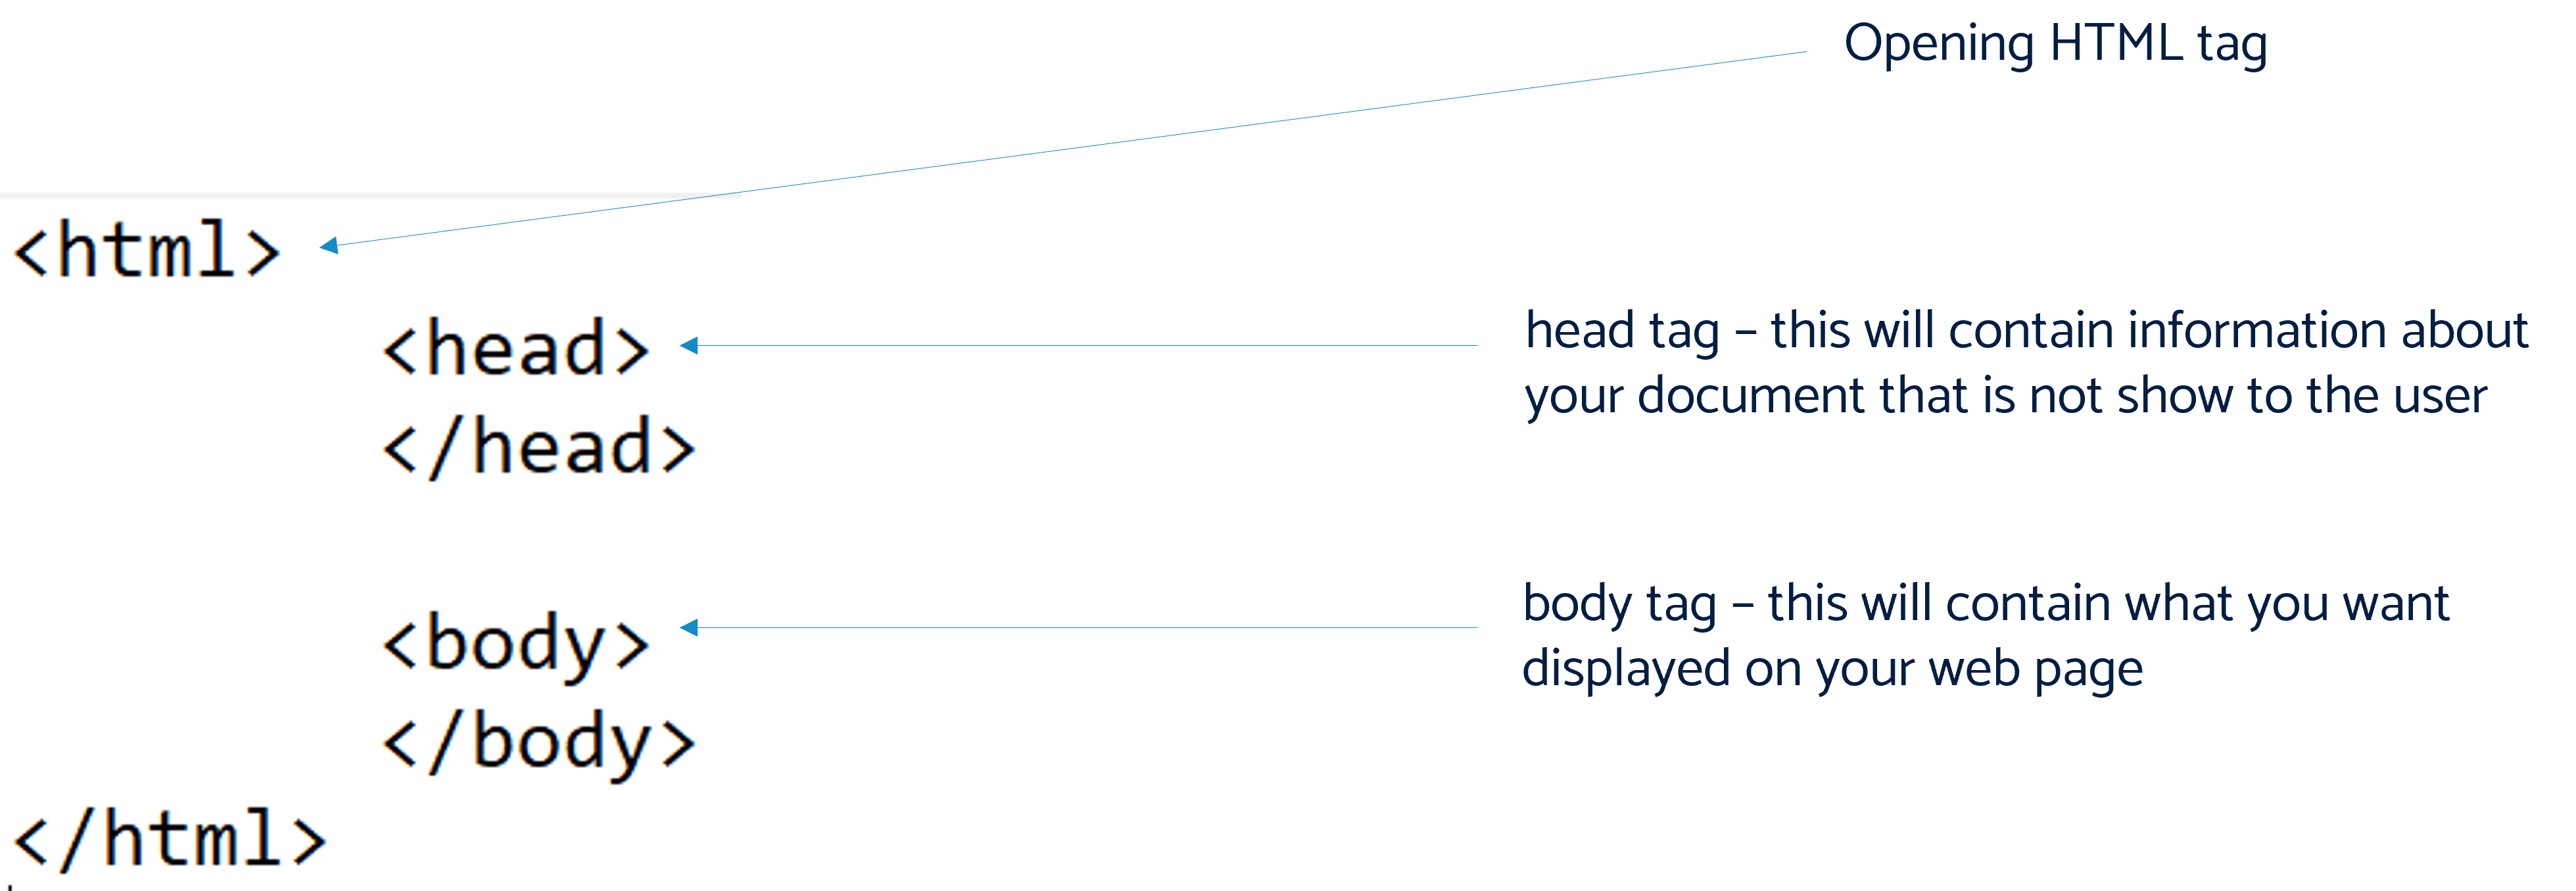 Opening HTML tag
<html>
<head>
head tag – this will contain information about
your document that is not show to the user
</head>
<body>
body tag – this will contain what you want
displayed on your web page
</body>
</html>